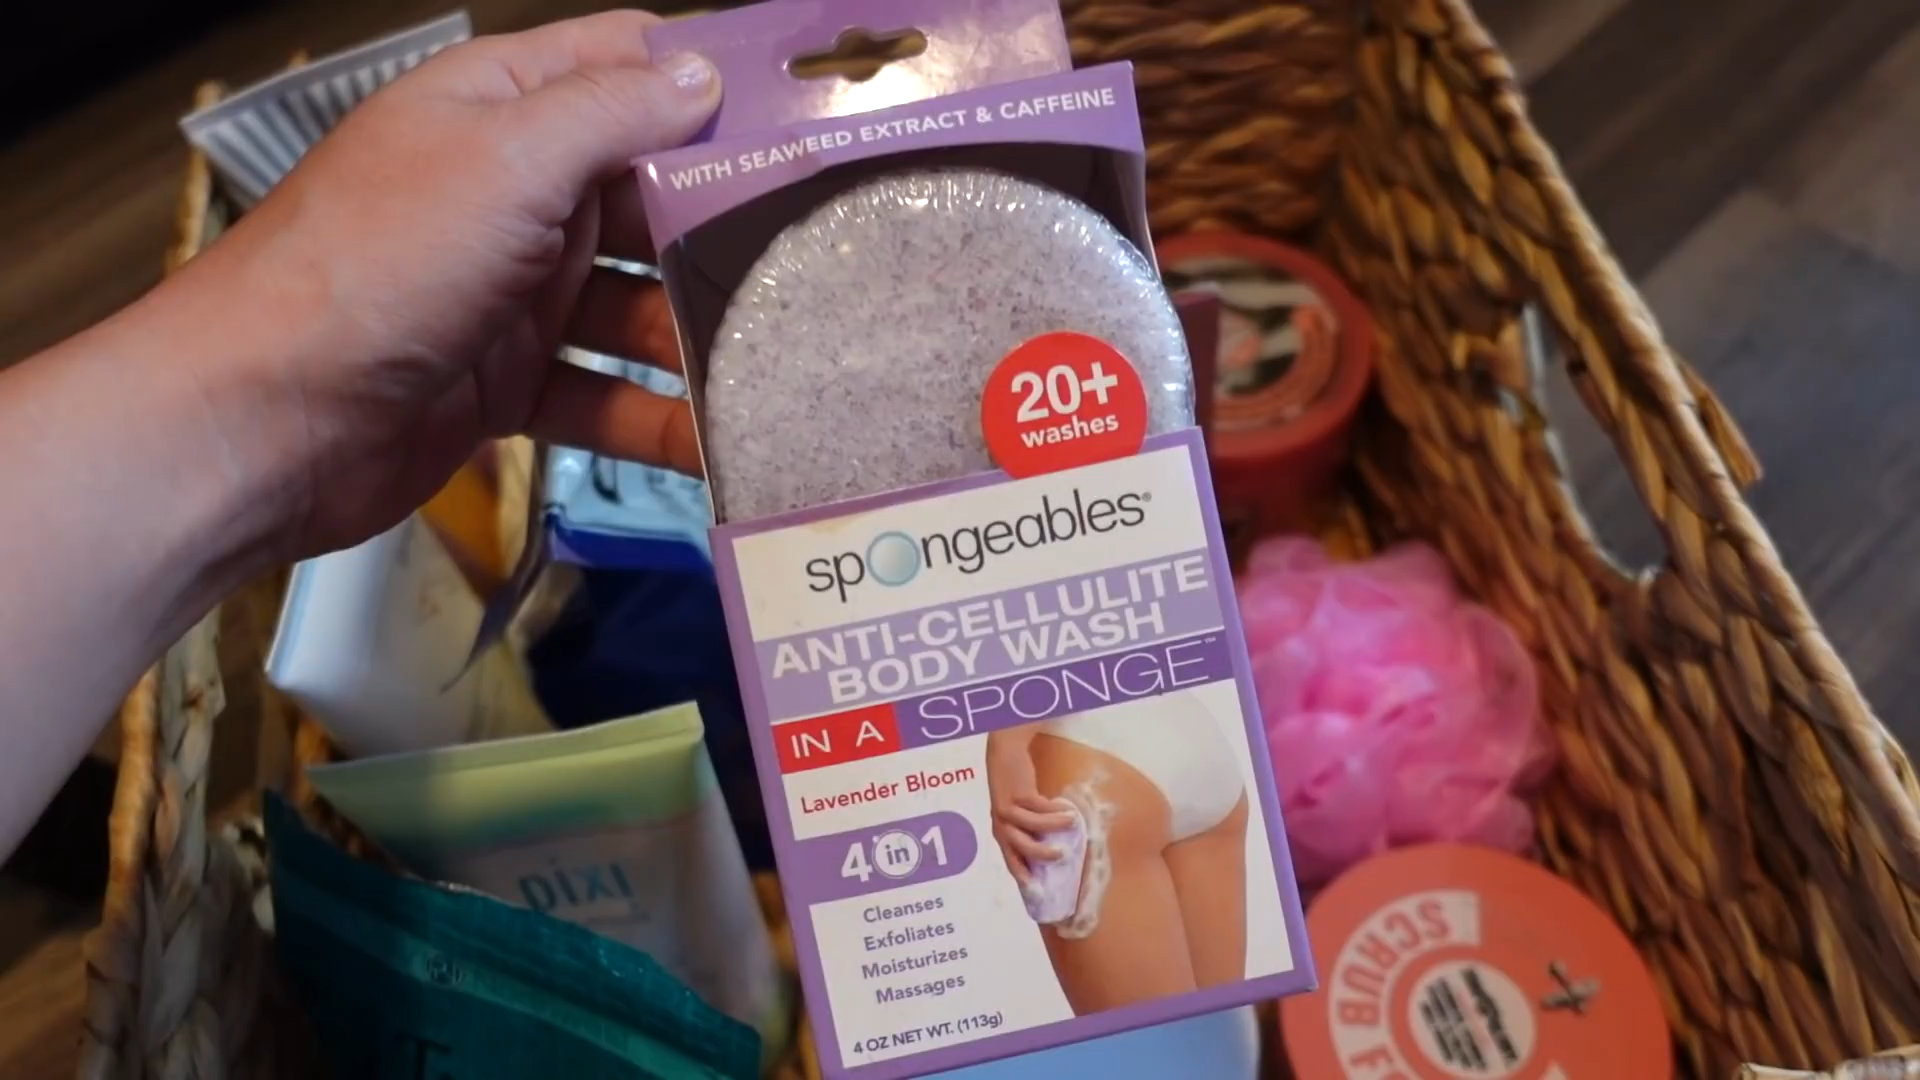 WITH SEAWEED EXTRACT & CAFFEINE
20+
washes
spongeables®
ANTI-CELLULITE
BODY WASH
IN A SPONGE™
Lavender Bloom
4 in 1
Cleanses
Exfoliates
Moisturizes
Massages
4 OZ NET WT. (113g)
pixi
SCRUB